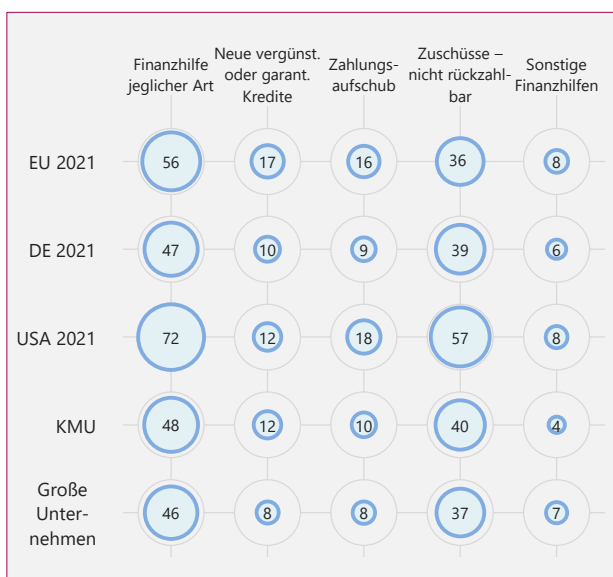 Finanzhilfe
jeglicher Art
Neue vergünst.
oder garant.
Kredite
Zahlungs-
aufschub
Zuschüsse –
nicht rückzahl-
bar
Sonstige
Finanzhilfen
EU 2021
56
17
16
36
8
DE 2021
47
10
9
39
6
USA 2021
72
12
18
57
8
KMU
48
12
10
40
4
Große
Unter-
nehmen
46
8
8
37
7